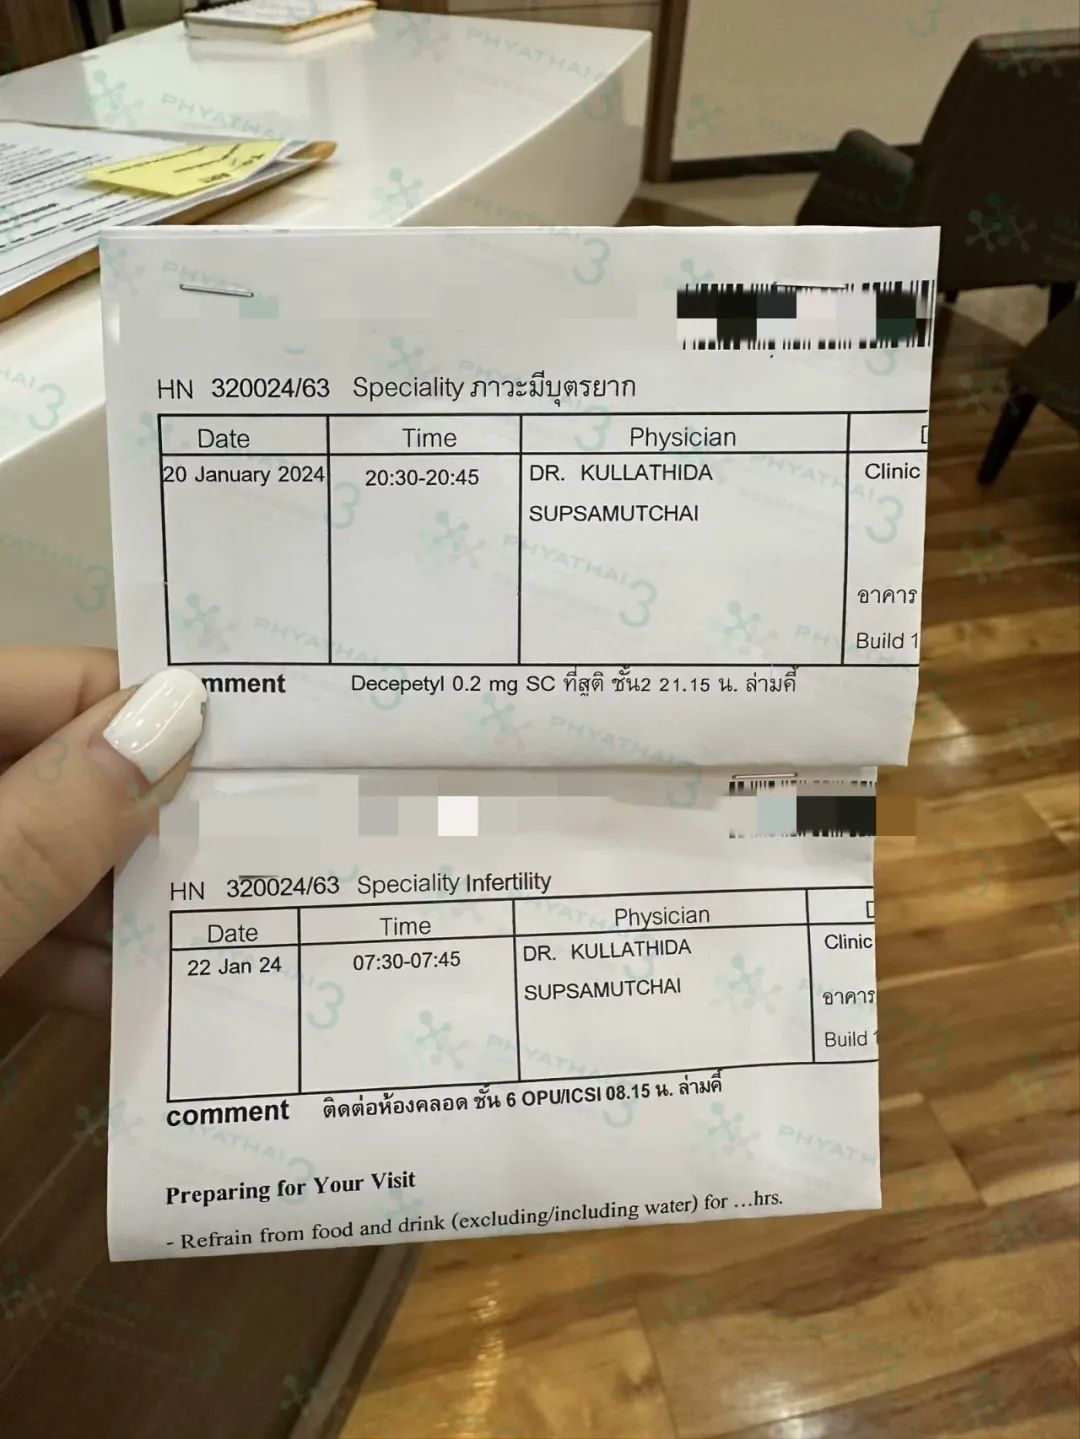 HN 320024/63 Speciality ภาวะมีบุตรยาก
Date Time Physician
20 January 2024 20:30-20:45 DR. KULLATHIDA Clinic
SUPSAMUTCHAI
อาคาร
Build 1
mment Decepetyl 0.2 mg SC ที่สูติ ชั้น2 21.15 น. ล่ามคี้
HN 320024/63 Speciality Infertility
Date Time Physician
22 Jan 24 07:30-07:45 DR. KULLATHIDA Clinic
SUPSAMUTCHAI
อาคาร
Build 1
comment ติดต่อห้องคลอด ชั้น 6 OPU/ICSI 08.15 น. ล่ามคี้
Preparing for Your Visit
- Refrain from food and drink (excluding/including water) for ...hrs.
PHYATHAI 3